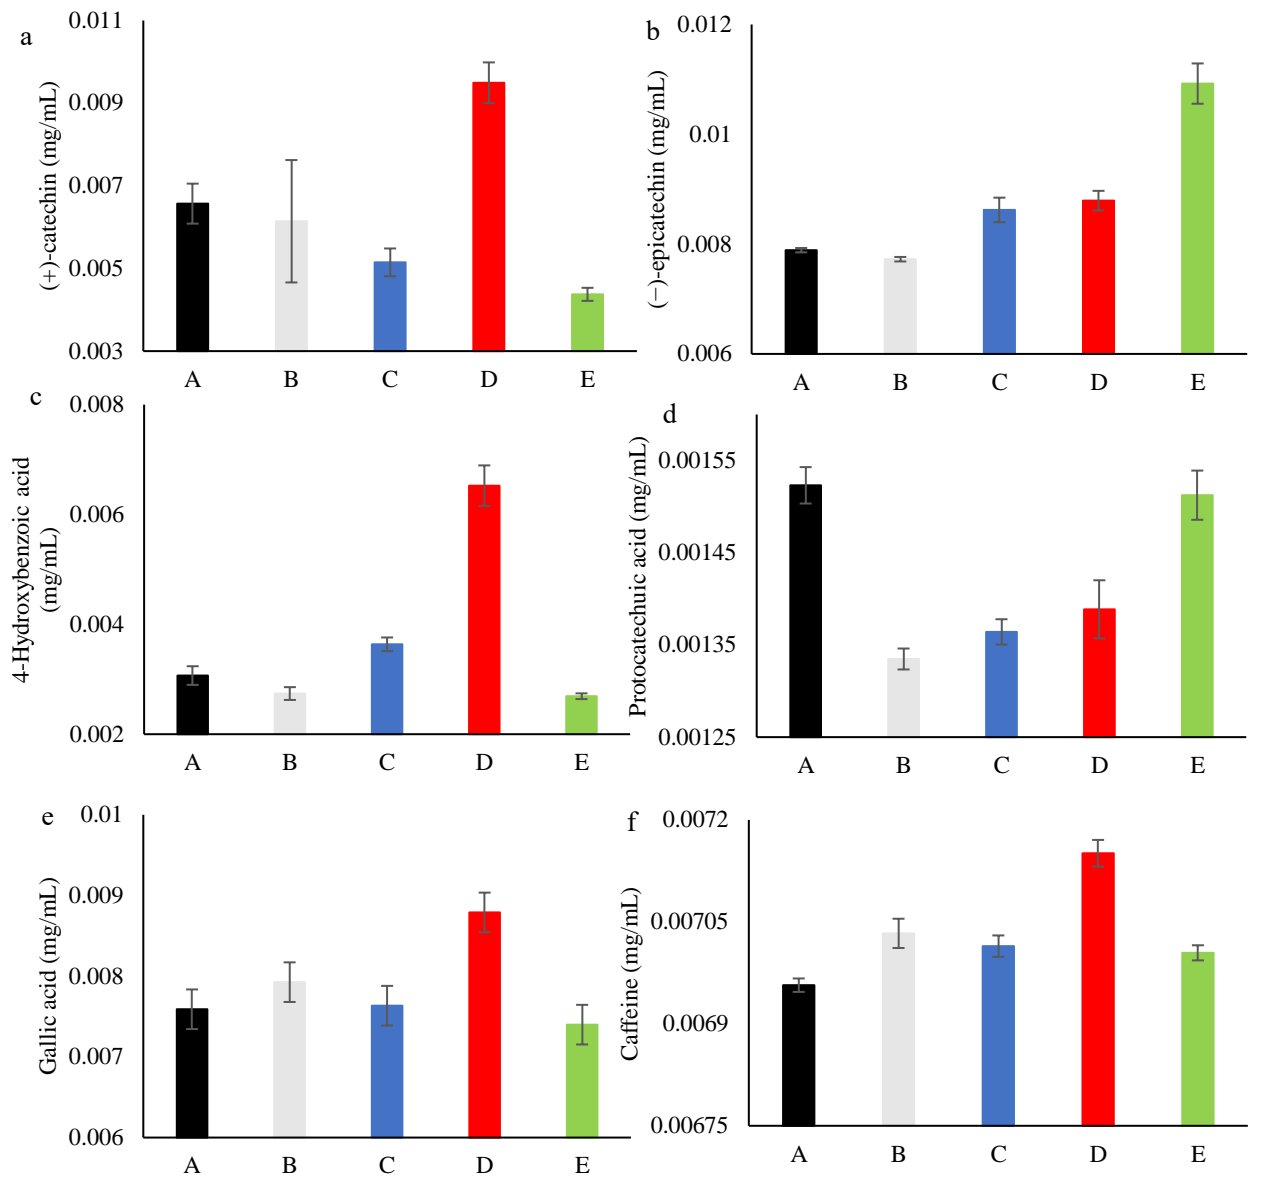 a
(+)-catechin (mg/mL)
0.011
0.009
0.007
0.005
0.003
A B C D E
b
(−)-epicatechin (mg/mL)
0.012
0.01
0.008
0.006
A B C D E
c
4-Hydroxybenzoic acid
(mg/mL)
0.008
0.006
0.004
0.002
A B C D E
d
Protocatechuic acid (mg/mL)
0.00155
0.00145
0.00135
0.00125
A B C D E
e
Gallic acid (mg/mL)
0.01
0.009
0.008
0.007
0.006
A B C D E
f
Caffeine (mg/mL)
0.0072
0.00705
0.0069
0.00675
A B C D E